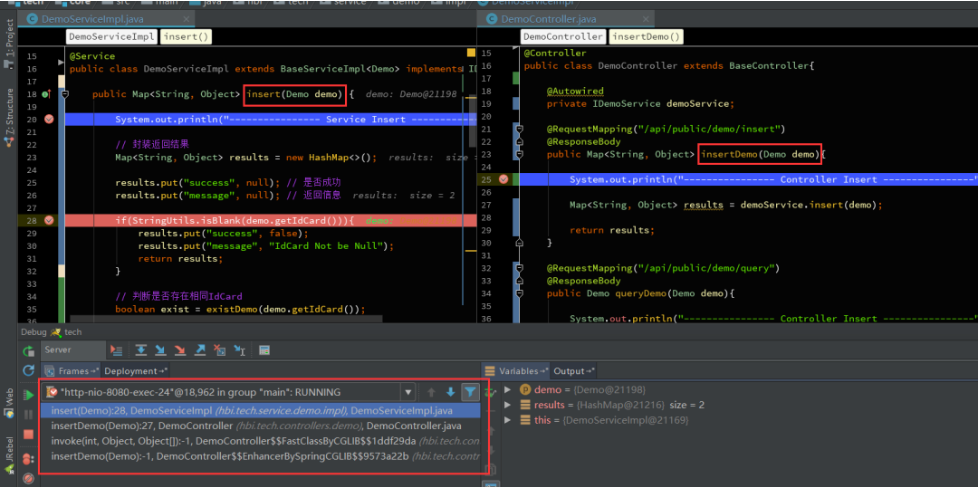 tech
core
src
main
java
hbi
tech
service
demo
impl
DemoServiceImpl
DemoServiceImpl.java
DemoController.java
DemoServiceImpl insert()
DemoController insertDemo()
15 @Service
16 public class DemoServiceImpl extends BaseServiceImpl<Demo> implements ID
17
18 public Map<String, Object> insert(Demo demo) { demo: Demo@21198
19
20 System.out.println("---------------- Service Insert ------------
21
22 // 封装返回结果
23 Map<String, Object> results = new HashMap<>(); results: size =
24
25 results.put("success", null); // 是否成功
26 results.put("message", null); // 返回信息 results: size = 2
27
28 if(StringUtils.isBlank(demo.getIdCard())){ demo:
29 results.put("success", false);
30 results.put("message", "IdCard Not be Null");
31 return results;
32 }
33
34 // 判断是否存在相同IdCard
35 boolean exist = existDemo(demo.getIdCard());
36
15 @Controller
16 public class DemoController extends BaseController{
17
18 @Autowired
19 private IDemoService demoService;
20
21 @RequestMapping("/api/public/demo/insert")
22 @ResponseBody
23 public Map<String, Object> insertDemo(Demo demo){
24
25 System.out.println("---------------- Controller Insert ----------------"
26
27 Map<String, Object> results = demoService.insert(demo);
28
29 return results;
30 }
31
32 @RequestMapping("/api/public/demo/query")
33 @ResponseBody
34 public Demo queryDemo(Demo demo){
35
36 System.out.println("---------------- Controller Insert ----------------"
1: Project
7: Structure
Web
JRebel
Debug tech
Server
Frames Deployment
"http-nio-8080-exec-24"@18,962 in group "main": RUNNING
insert(Demo):28, DemoServiceImpl (hbi.tech.service.demo.impl), DemoServiceImpl.java
insertDemo(Demo):27, DemoController (hbi.tech.controllers.demo), DemoController.java
invoke(int, Object, Object[]):-1, DemoController$$FastClassByCGLIB$$1ddf29da (hbi.tech.cont
insertDemo(Demo):-1, DemoController$$EnhancerBySpringCGLIB$$9573a22b (hbi.tech.contr
Variables Output
demo = {Demo@21198}
results = {HashMap@21216} size = 2
this = {DemoServiceImpl@21169}